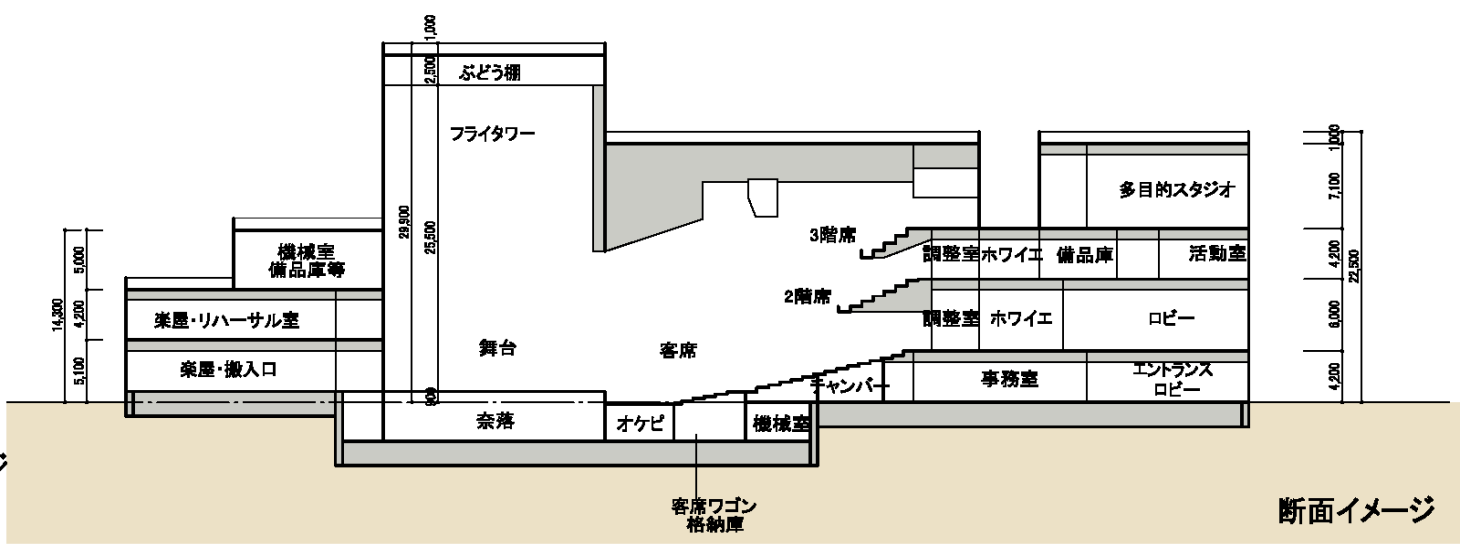 1,000
2,500
ぶどう棚
フライタワー
29,900
25,500
900
1,000
7,100
多目的スタジオ
4,200
22,500
6,000
4,200
3階席
調整室
ホワイエ
備品庫
活動室
機械室
備品庫等
5,000
14,300
4,200
5,100
2階席
調整室
ホワイエ
ロビー
楽屋・リハーサル室
舞台
客席
楽屋・搬入口
チャンバー
事務室
エントランス
ロビー
奈落
オケピ
機械室
客席ワゴン
格納庫
断面イメージ
ジ